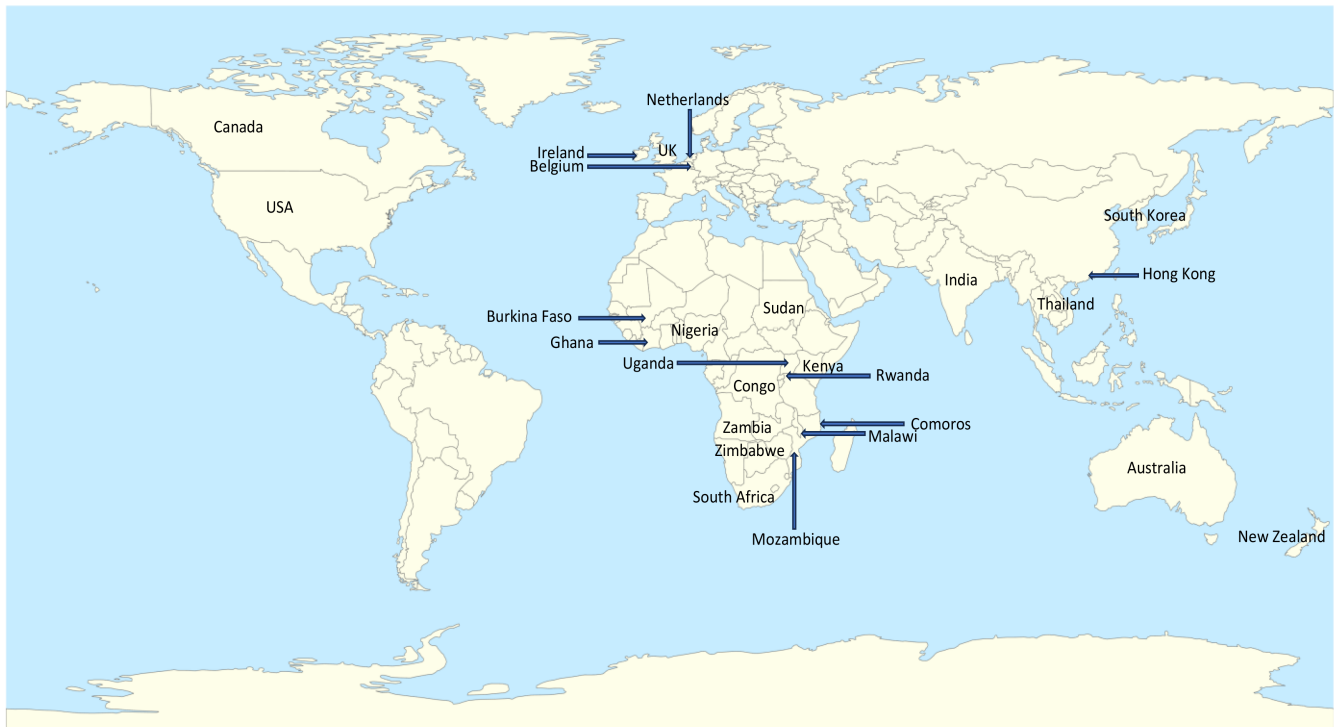 Netherlands
Canada
Ireland
UK
Belgium
USA
South Korea
Hong Kong
India
Thailand
Sudan
Burkina Faso
Nigeria
Ghana
Uganda
Kenya
Rwanda
Congo
Comoros
Zambia
Malawi
Zimbabwe
Australia
South Africa
New Zealand
Mozambique